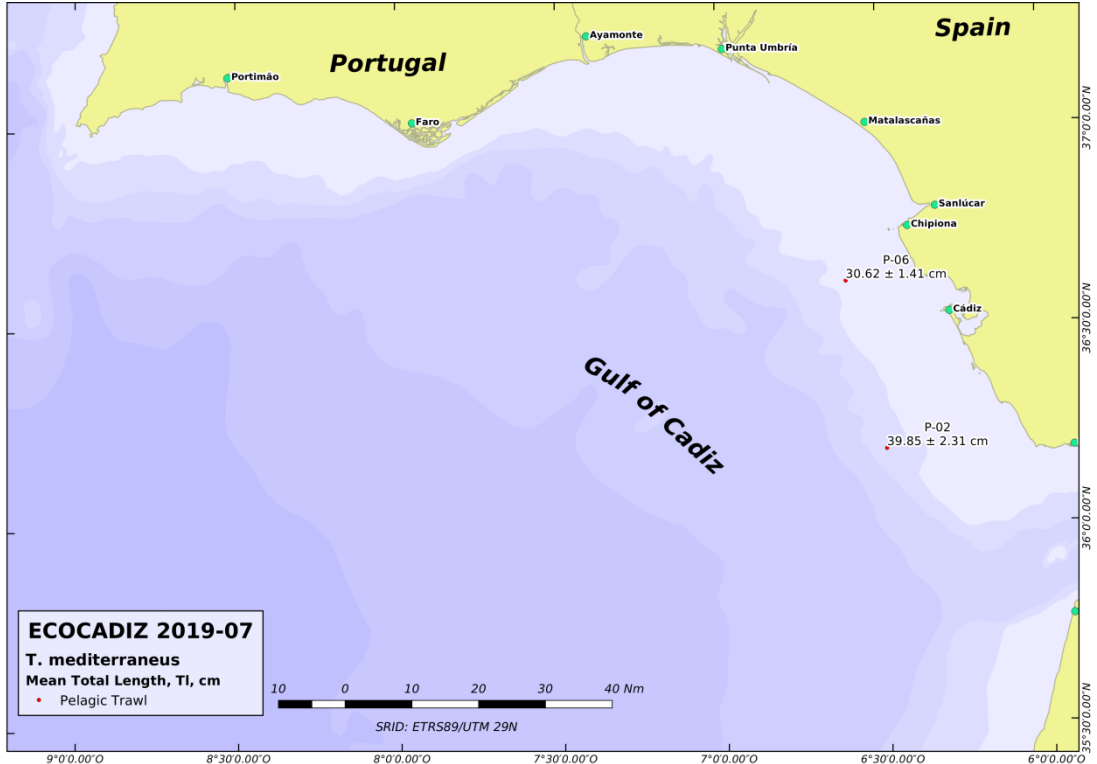 Spain
Ayamonte
Punta Umbría
Portugal
Portimão
Faro
Matalascañas
37°0'0.00"N
Sanlúcar
Chipiona
P-06
30.62 ± 1.41 cm
Cádiz
36°30'0.00"N
Gulf of Cadiz
P-02
39.85 ± 2.31 cm
36°0'0.00"N
ECOCADIZ 2019-07
T. mediterraneus
Mean Total Length, Tl, cm
Pelagic Trawl
10 0 10 20 30 40 Nm
SRID: ETRS89/UTM 29N
35°30'0.00"N
9°0'0.00"O 8°30'0.00"O 8°0'0.00"O 7°30'0.00"O 7°0'0.00"O 6°30'0.00"O 6°0'0.00"O